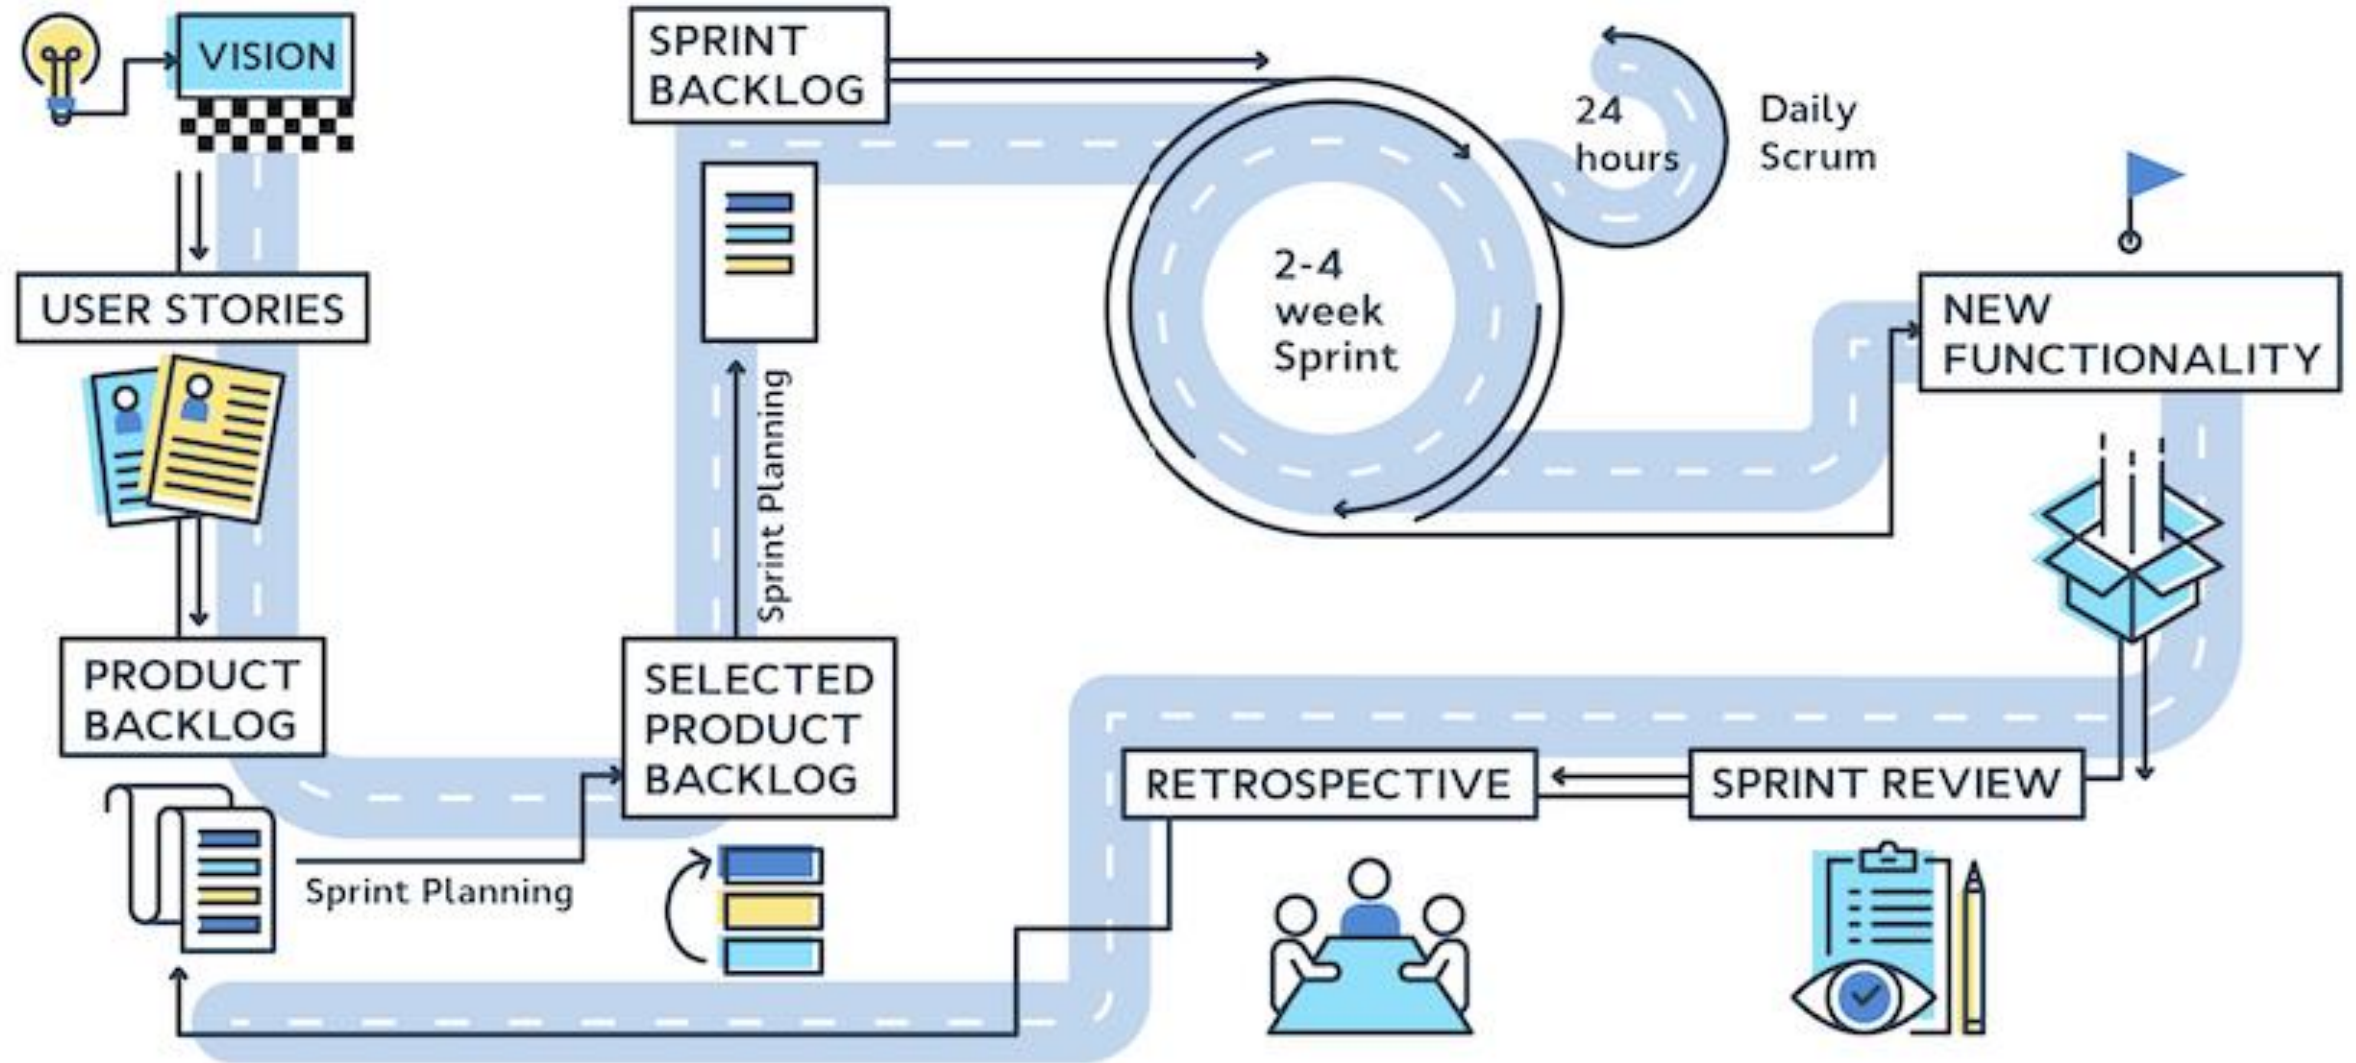 VISION
USER STORIES
PRODUCT
BACKLOG
Sprint Planning
SELECTED
PRODUCT
BACKLOG
Sprint Planning
SPRINT
BACKLOG
2-4
week
Sprint
24
hours
Daily
Scrum
NEW
FUNCTIONALITY
SPRINT REVIEW
RETROSPECTIVE